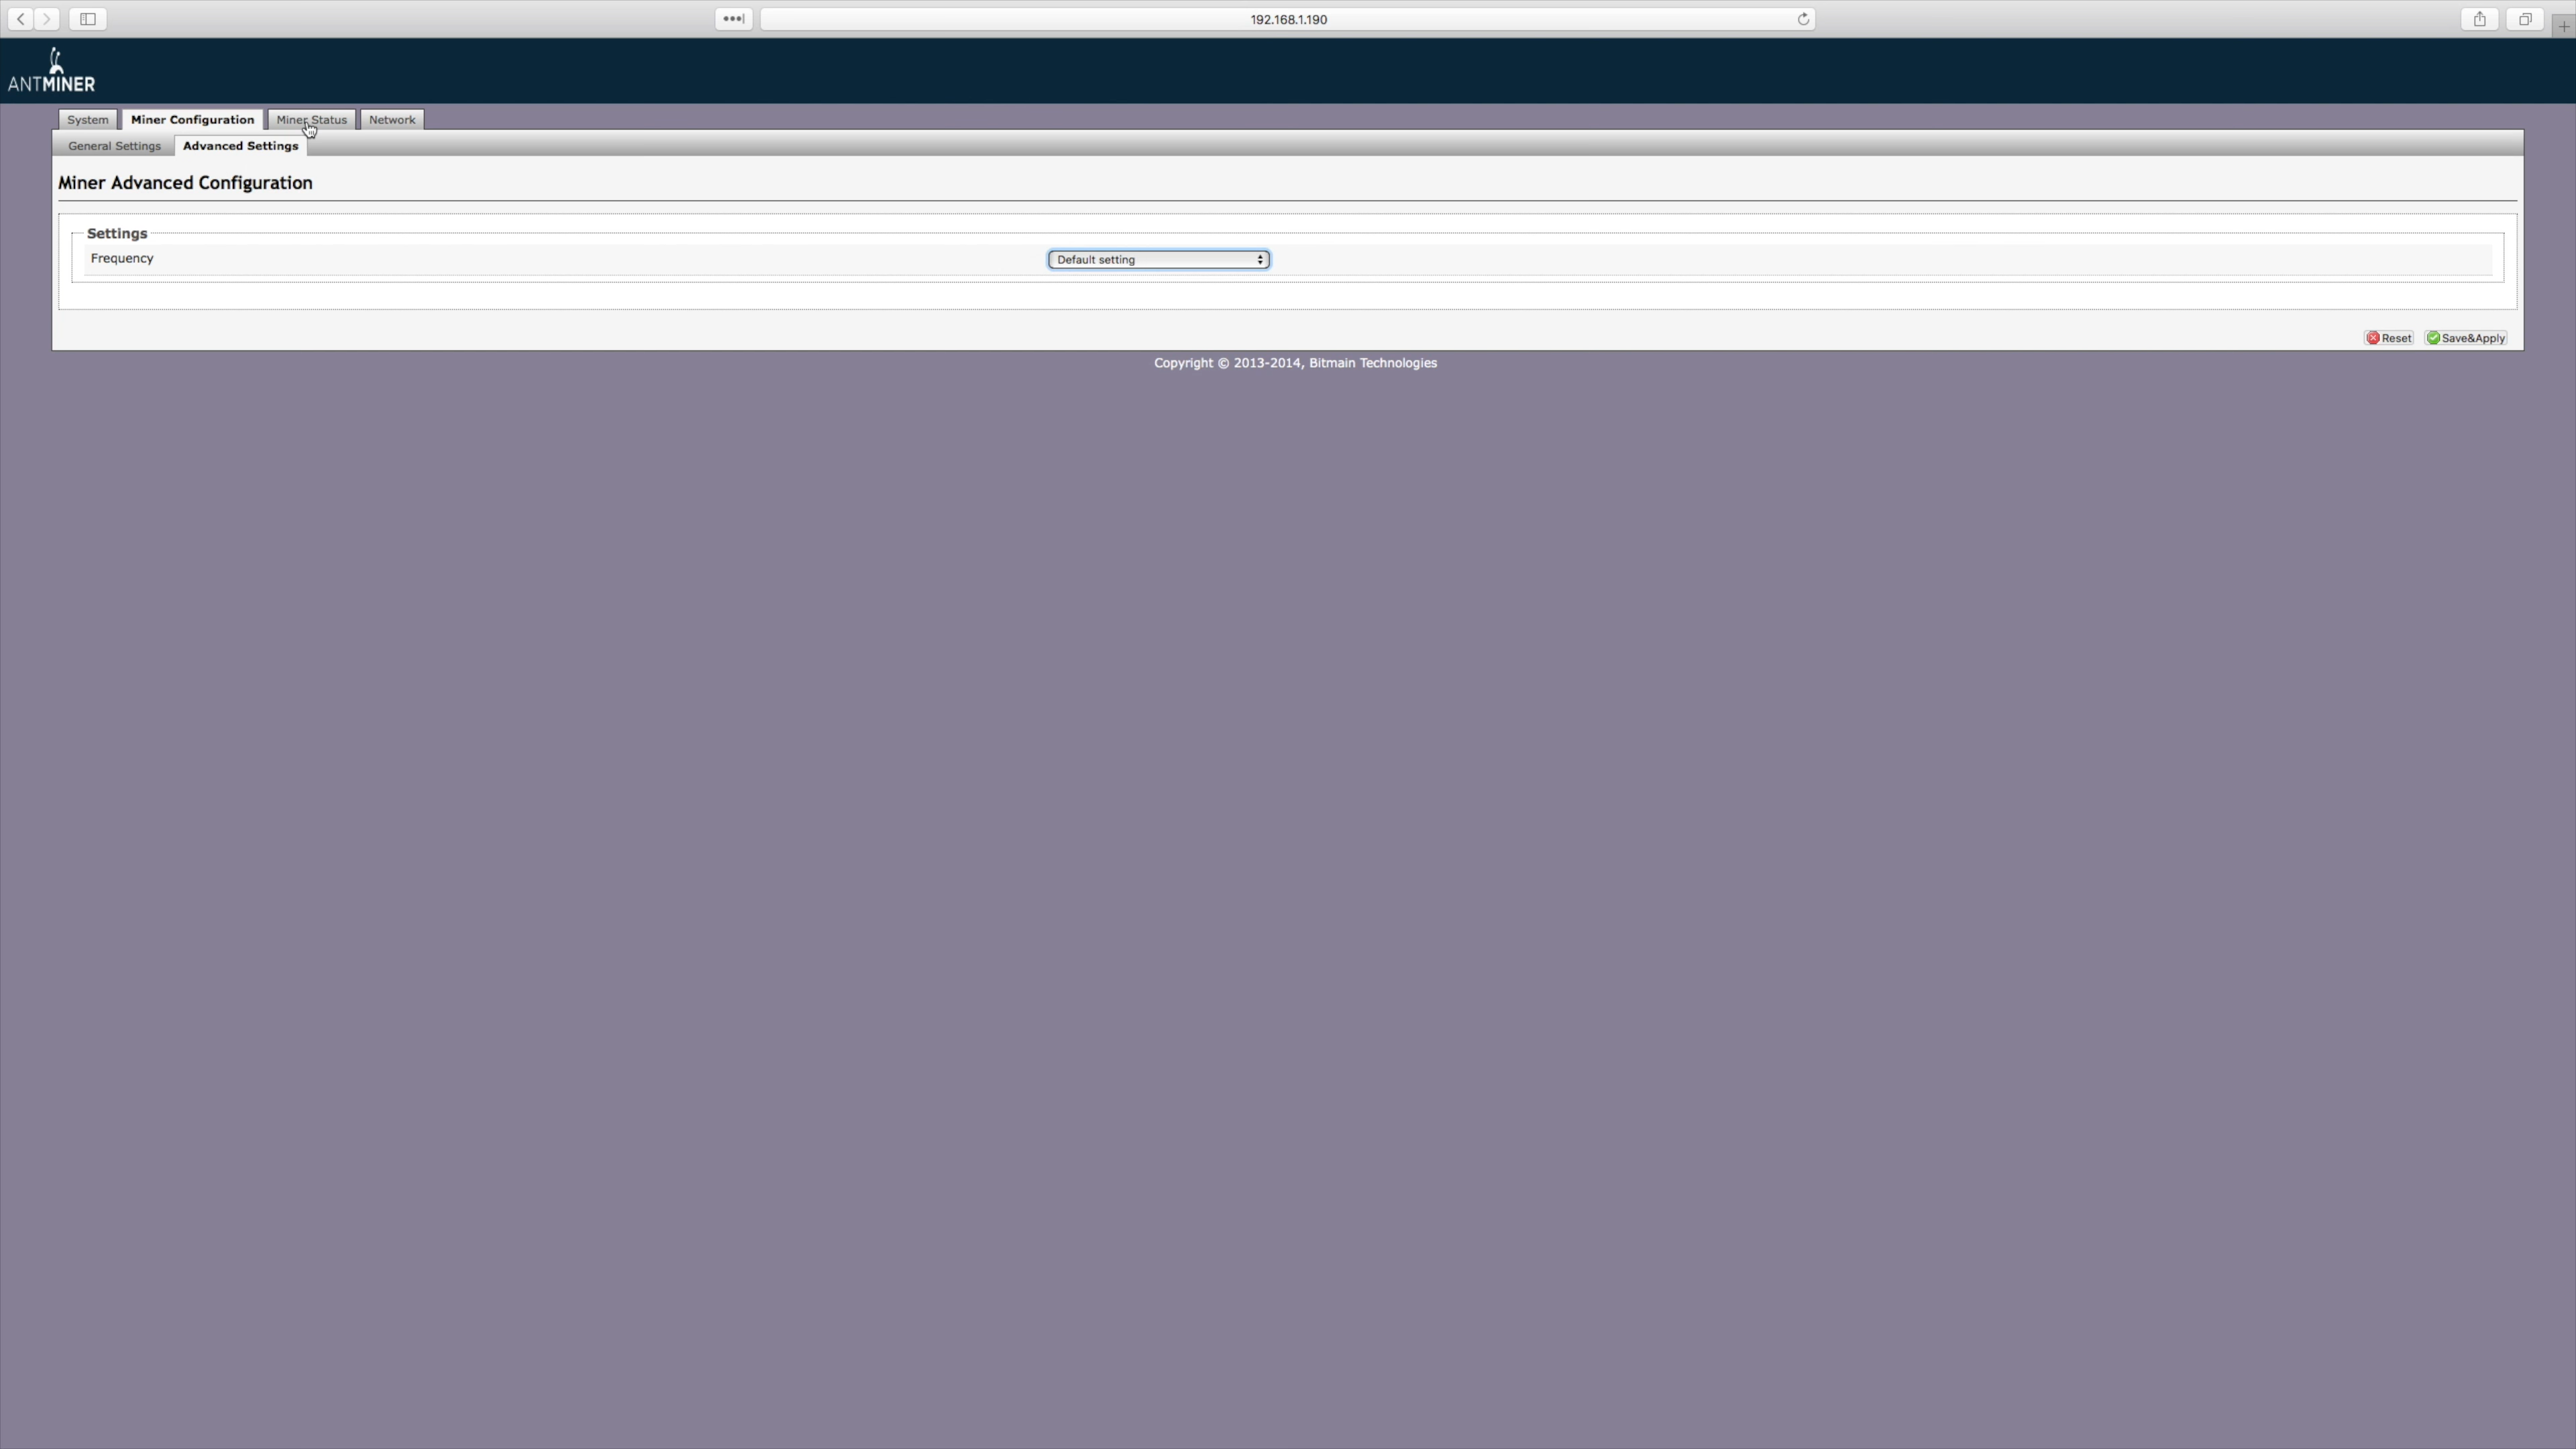 192.168.1.190
ANTMINER
System Miner Configuration Miner Status Network
General Settings Advanced Settings
Miner Advanced Configuration
Settings
Frequency Default setting
Reset Save&Apply
Copyright © 2013-2014, Bitmain Technologies